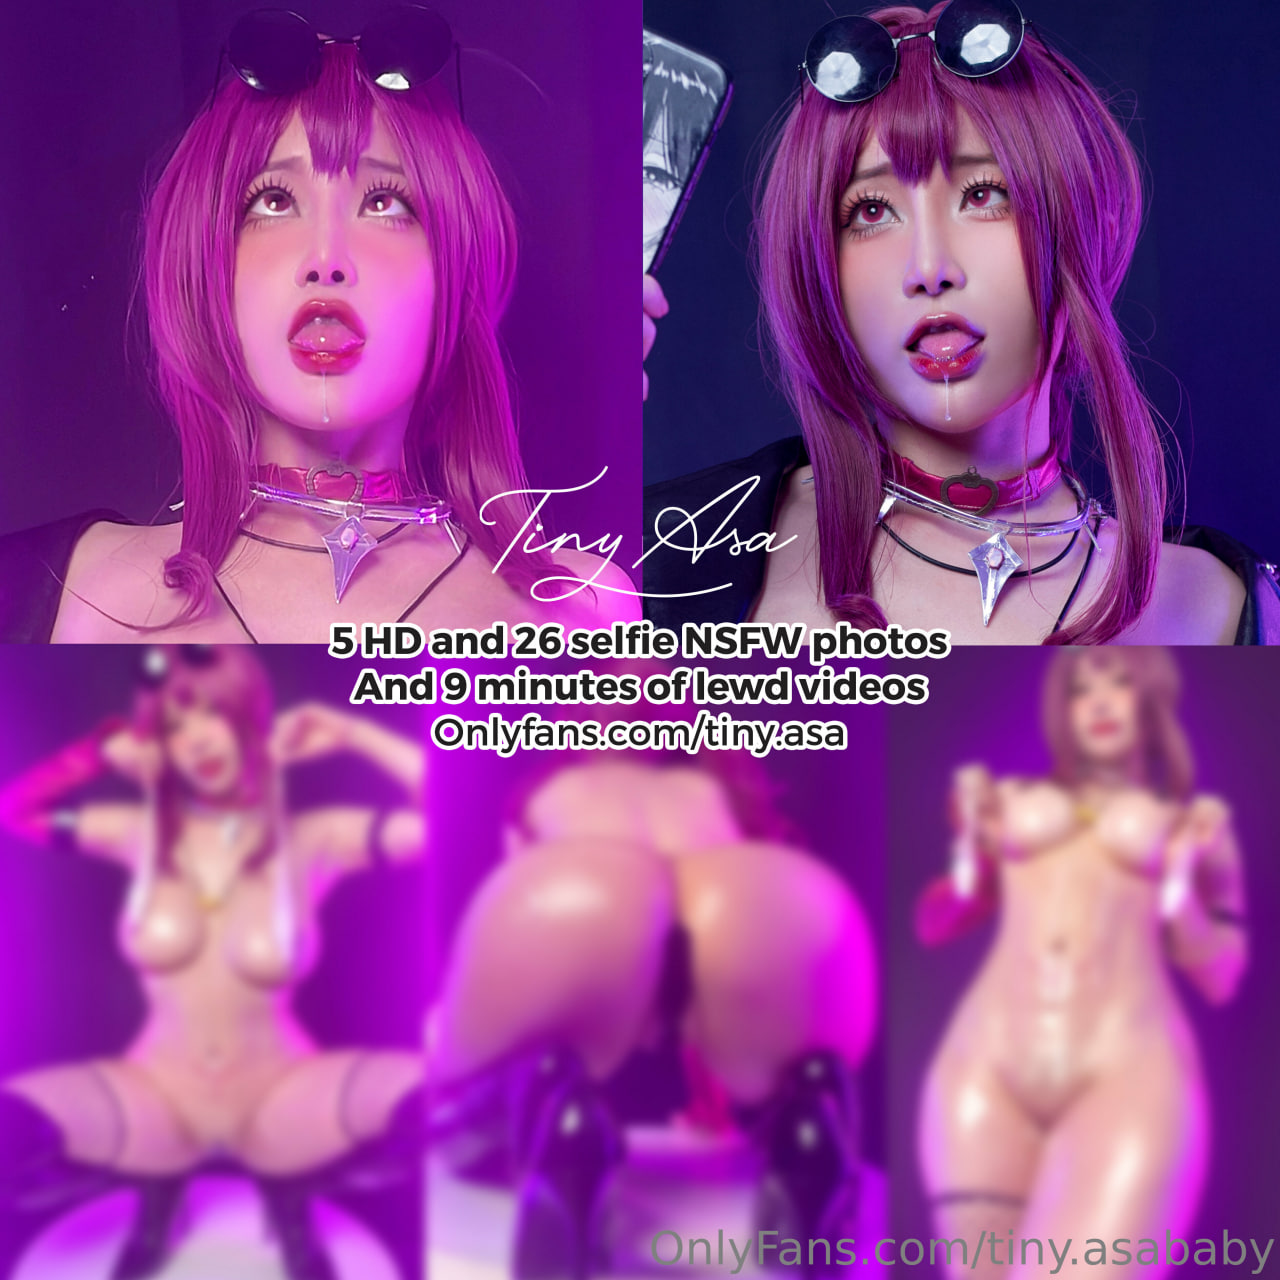 Tiny Asa
5 HD and 26 selfie NSFW photos
And 9 minutes of lewd videos
Onlyfans.com/tiny.asa
OnlyFans.com/tiny.asababy